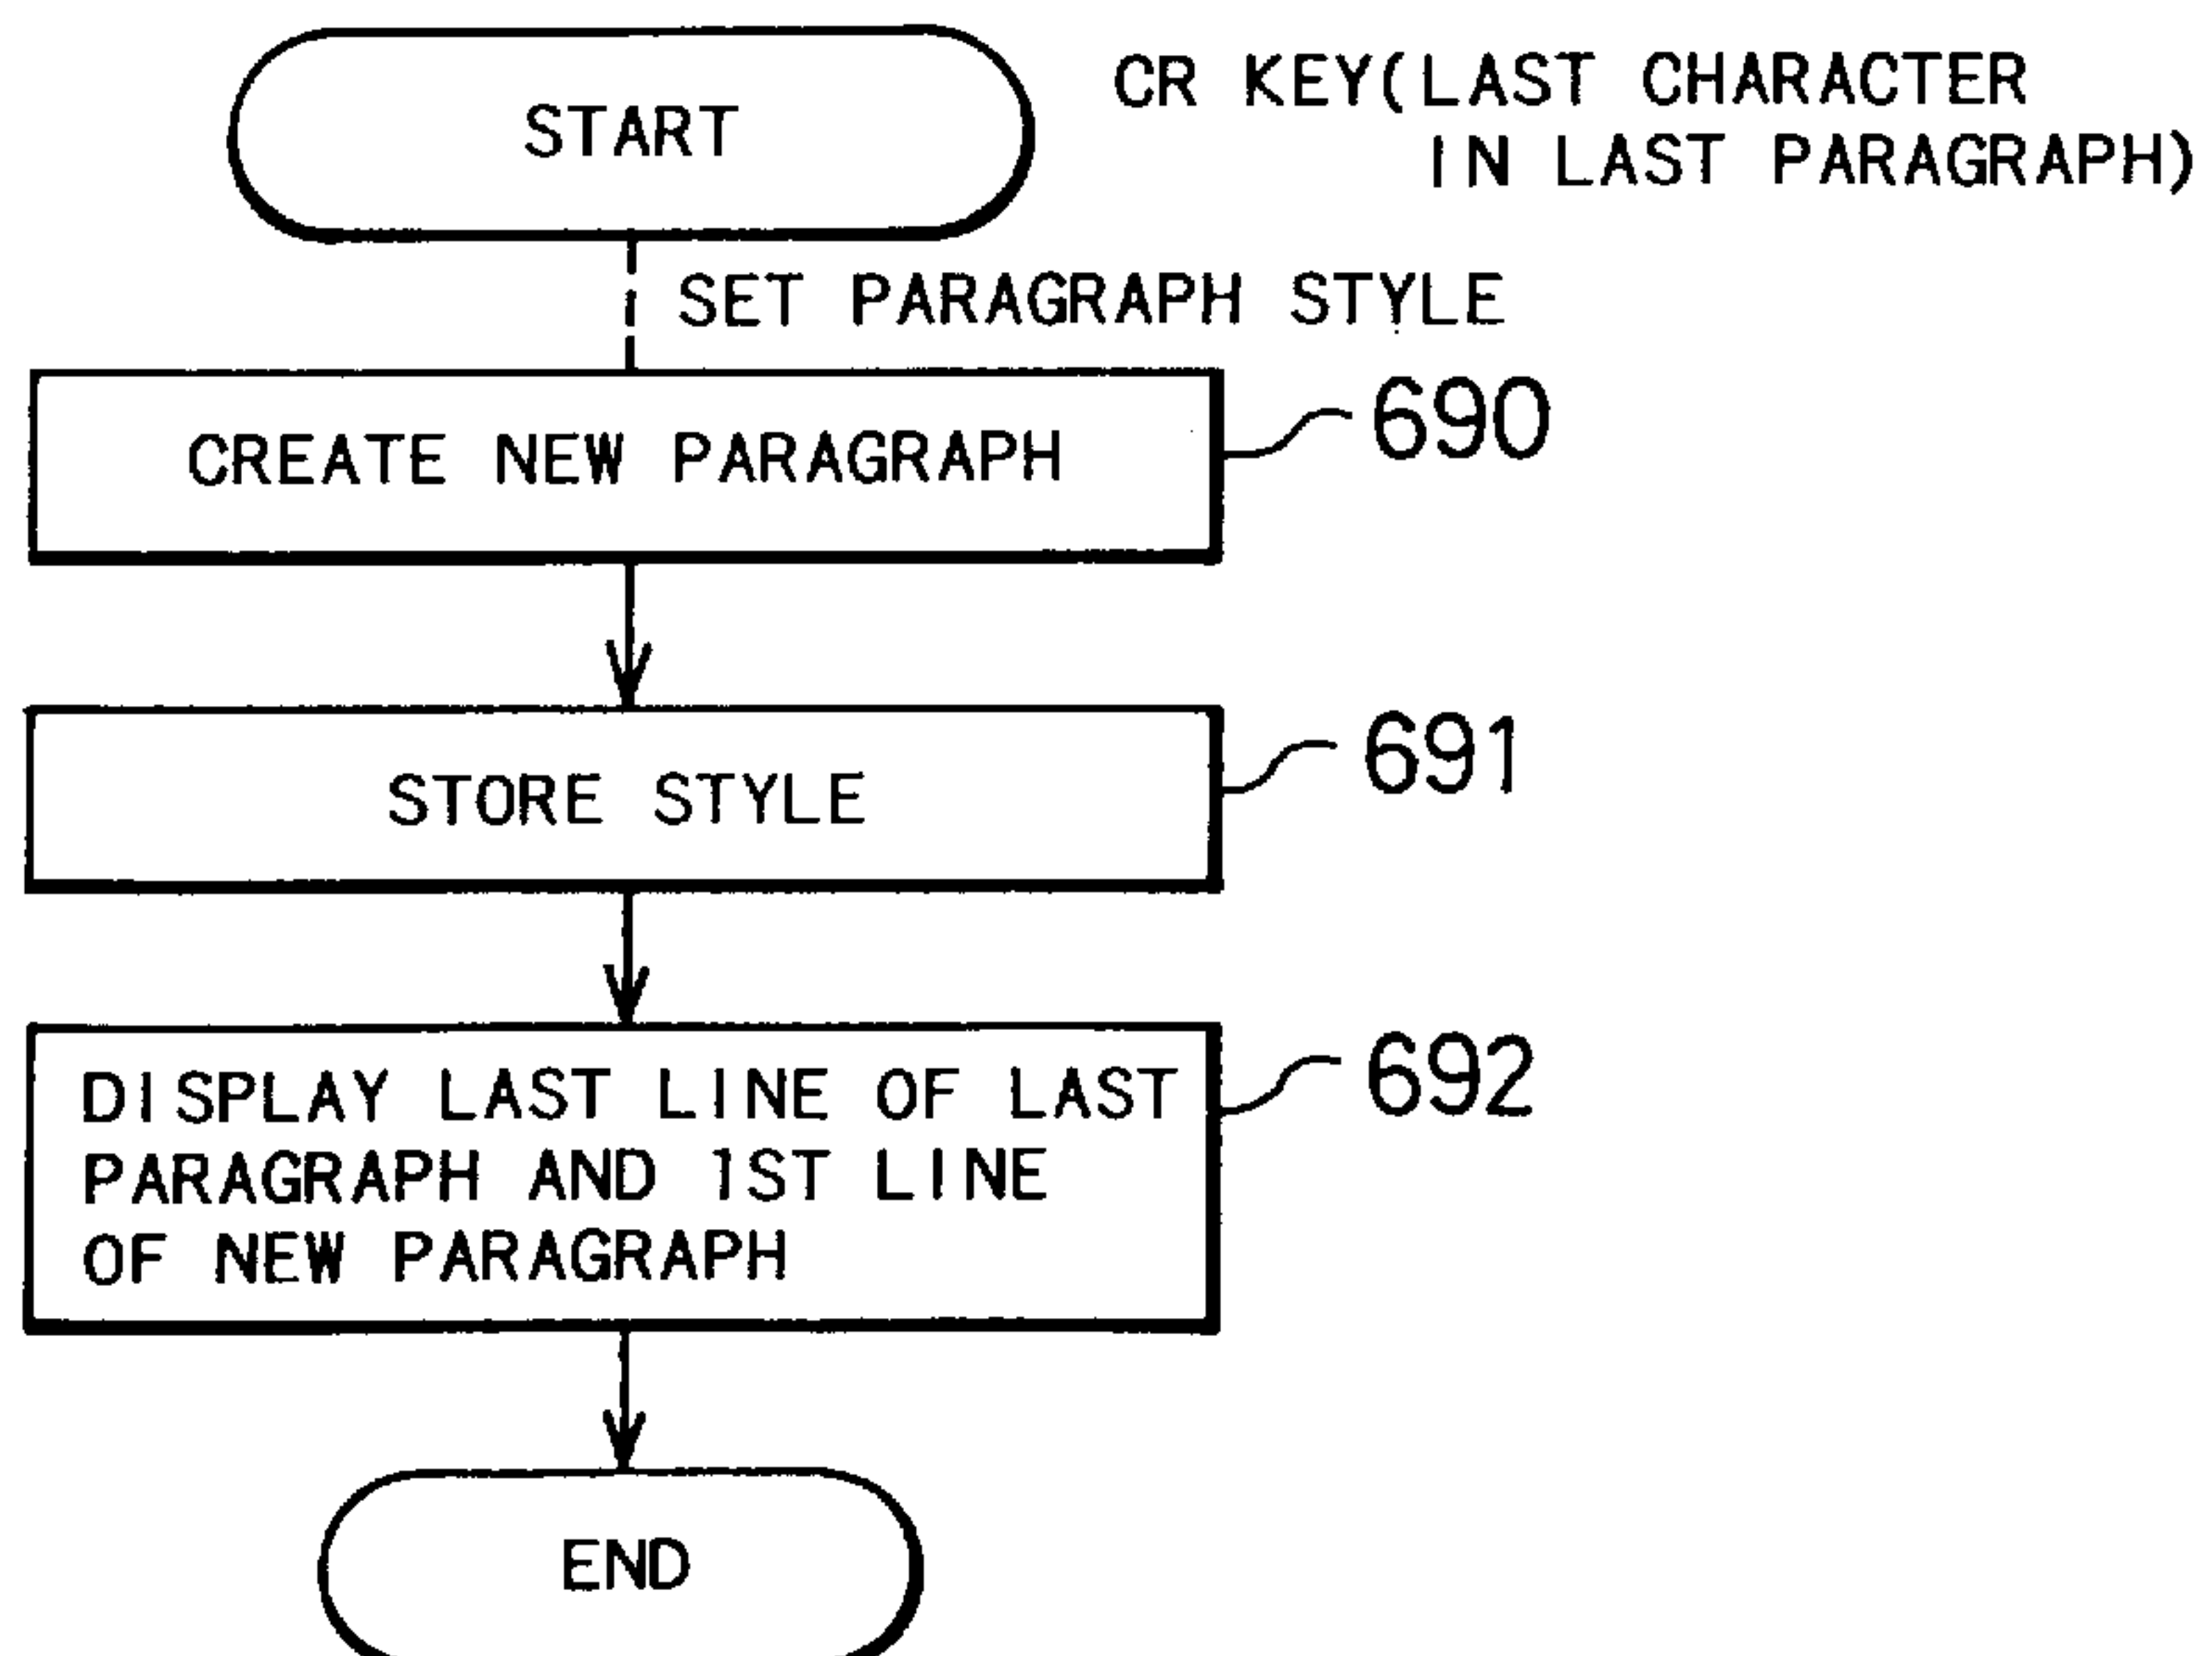 START
CR KEY(LAST CHARACTER
IN LAST PARAGRAPH)
SET PARAGRAPH STYLE
CREATE NEW PARAGRAPH
690
STORE STYLE
691
DISPLAY LAST LINE OF LAST
PARAGRAPH AND 1ST LINE
OF NEW PARAGRAPH
692
END